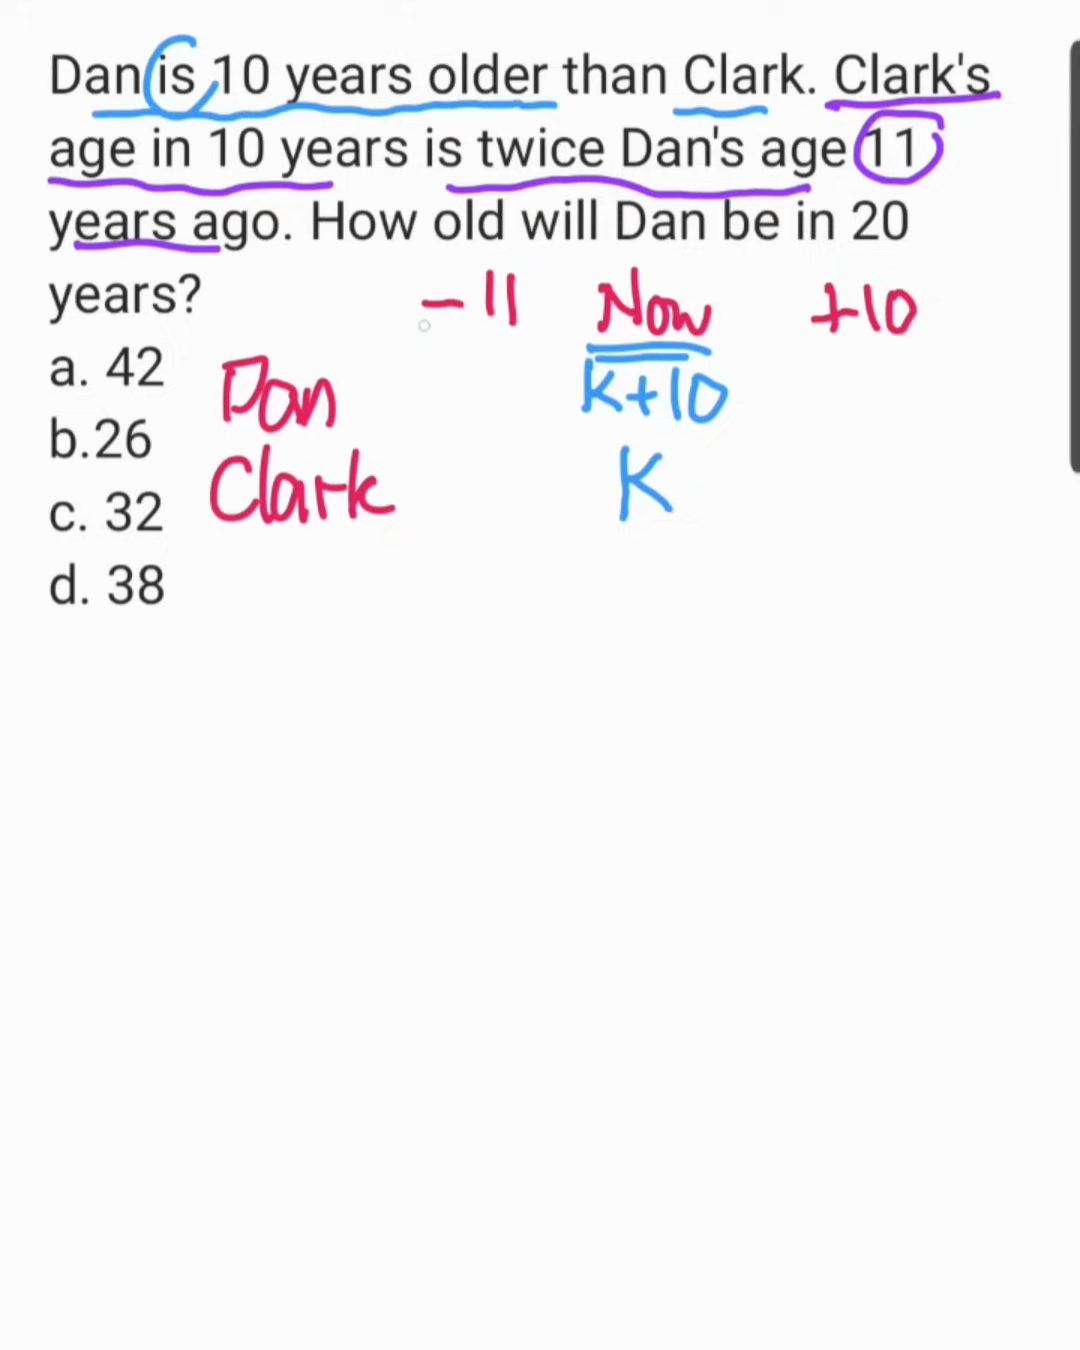 Dan is 10 years older than Clark. Clark's
age in 10 years is twice Dan's age 11
years ago. How old will Dan be in 20
years?
-11 Now +10
a. 42
Dan K+10
b.26
Clark K
c. 32
d. 38